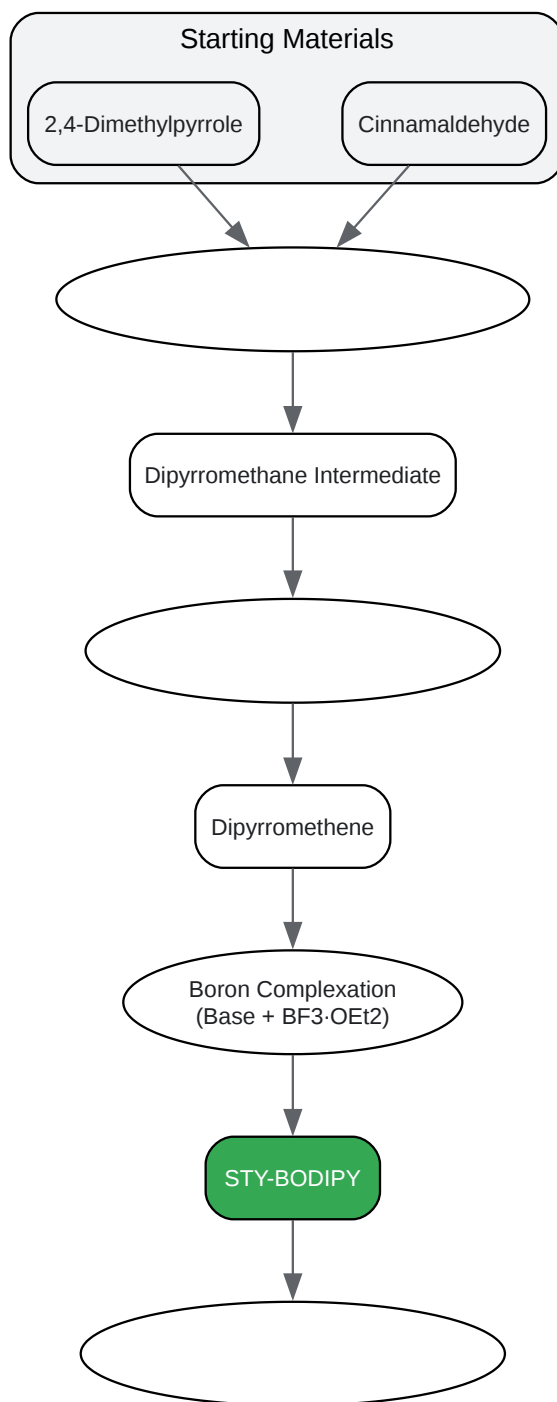 Starting Materials
2,4-Dimethylpyrrole
Cinnamaldehyde
Dipyrromethane Intermediate
Dipyrromethene
Boron Complexation
(Base + BF3·OEt2)
STY-BODIPY